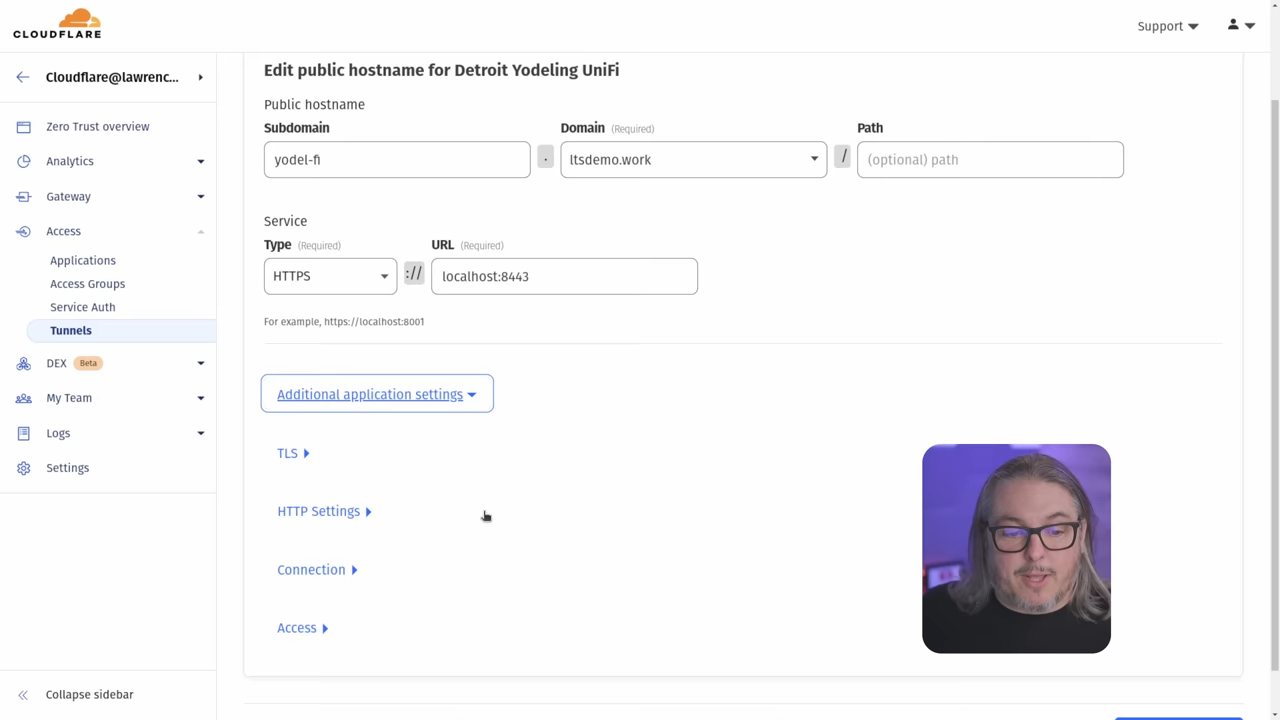 CLOUDFLARE
Support
Cloudflare@lawrenc...
Zero Trust overview
Analytics
Gateway
Access
Applications
Access Groups
Service Auth
Tunnels
DEX Beta
My Team
Logs
Settings
Collapse sidebar
Edit public hostname for Detroit Yodeling UniFi
Public hostname
Subdomain Domain (Required) Path
yodel-fi . ltsdemo.work / (optional) path
Service
Type (Required) URL (Required)
HTTPS :// localhost:8443
For example, https://localhost:8001
Additional application settings
TLS
HTTP Settings
Connection
Access